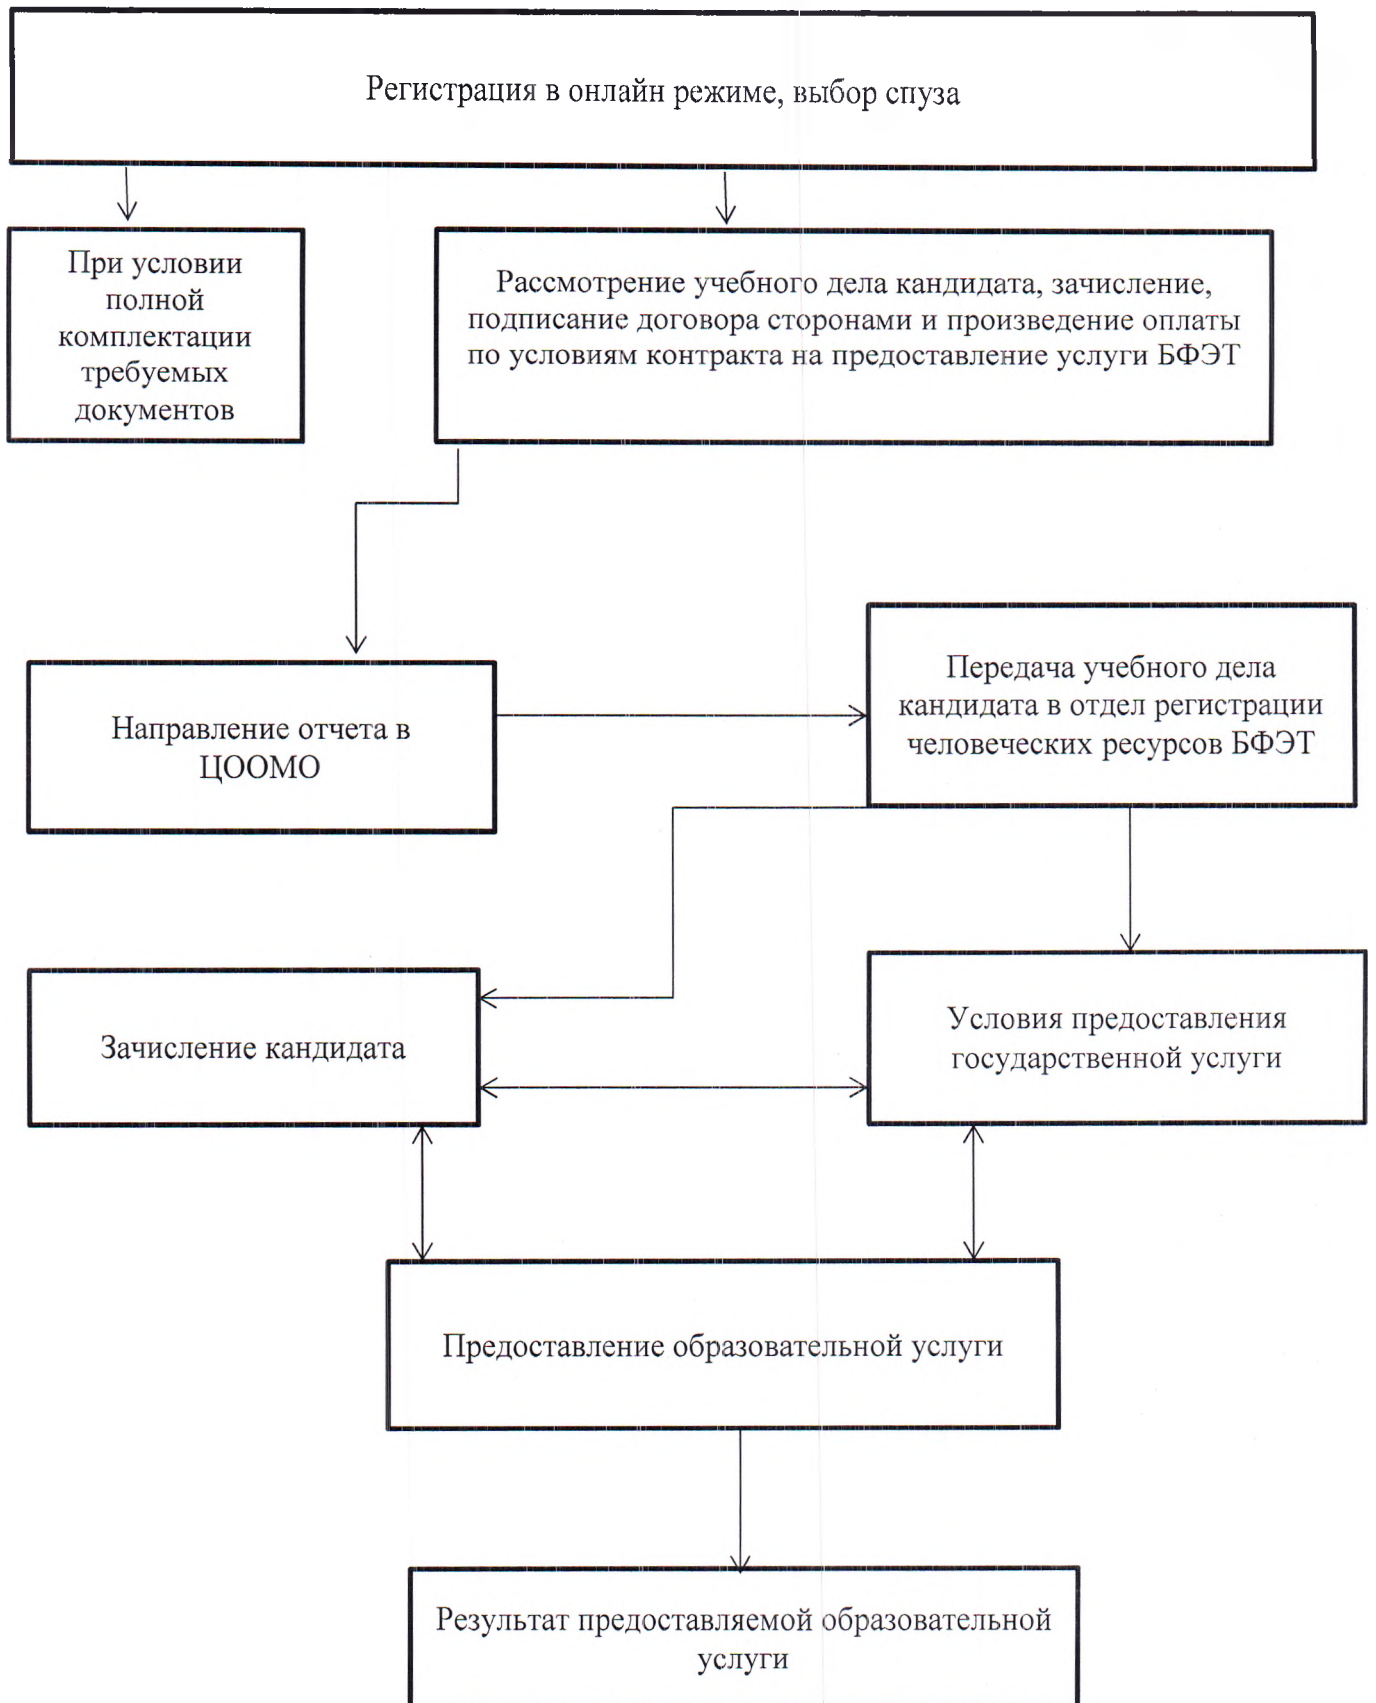 Регистрация в онлайн режиме, выбор спуза
При условии
полной
комплектации
требуемых
документов
Рассмотрение учебного дела кандидата, зачисление,
подписание договора сторонами и произведение оплаты
по условиям контракта на предоставление услуги БФЭТ
Направление отчета в
ЦООМО
Передача учебного дела
кандидата в отдел регистрации
человеческих ресурсов БФЭТ
Зачисление кандидата
Условия предоставления
государственной услуги
Предоставление образовательной услуги
Результат предоставляемой образовательной
услуги